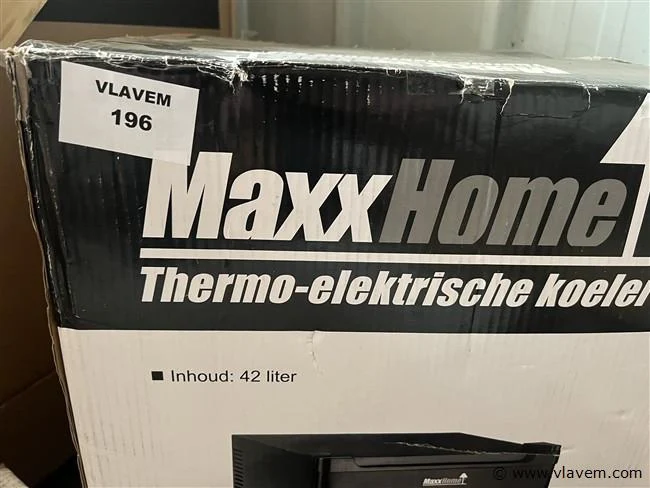 VLAVEM
196
MaxxHome
Thermo-elektrische koeler
■ Inhoud: 42 liter
MaxxHome
© www.vlavem.com